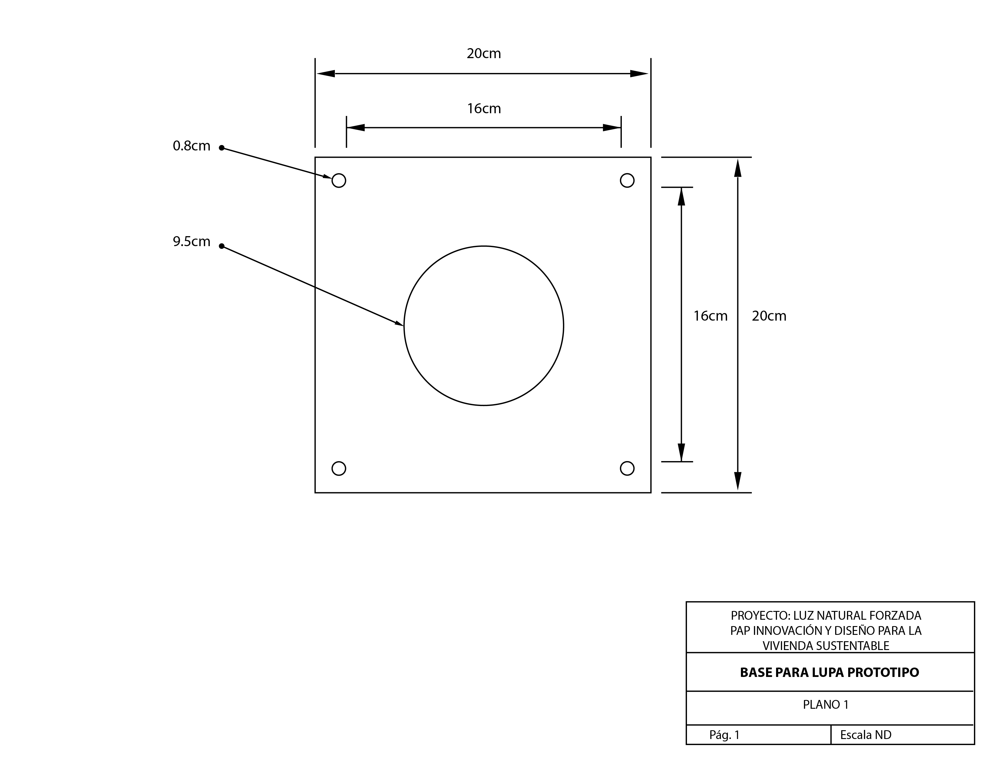 20cm
16cm
0.8cm
9.5cm
16cm
20cm
PROYECTO: LUZ NATURAL FORZADA
PAP INNOVACIÓN Y DISEÑO PARA LA
VIVIENDA SUSTENTABLE
BASE PARA LUPA PROTOTIPO
PLANO 1
Pág. 1
Escala ND